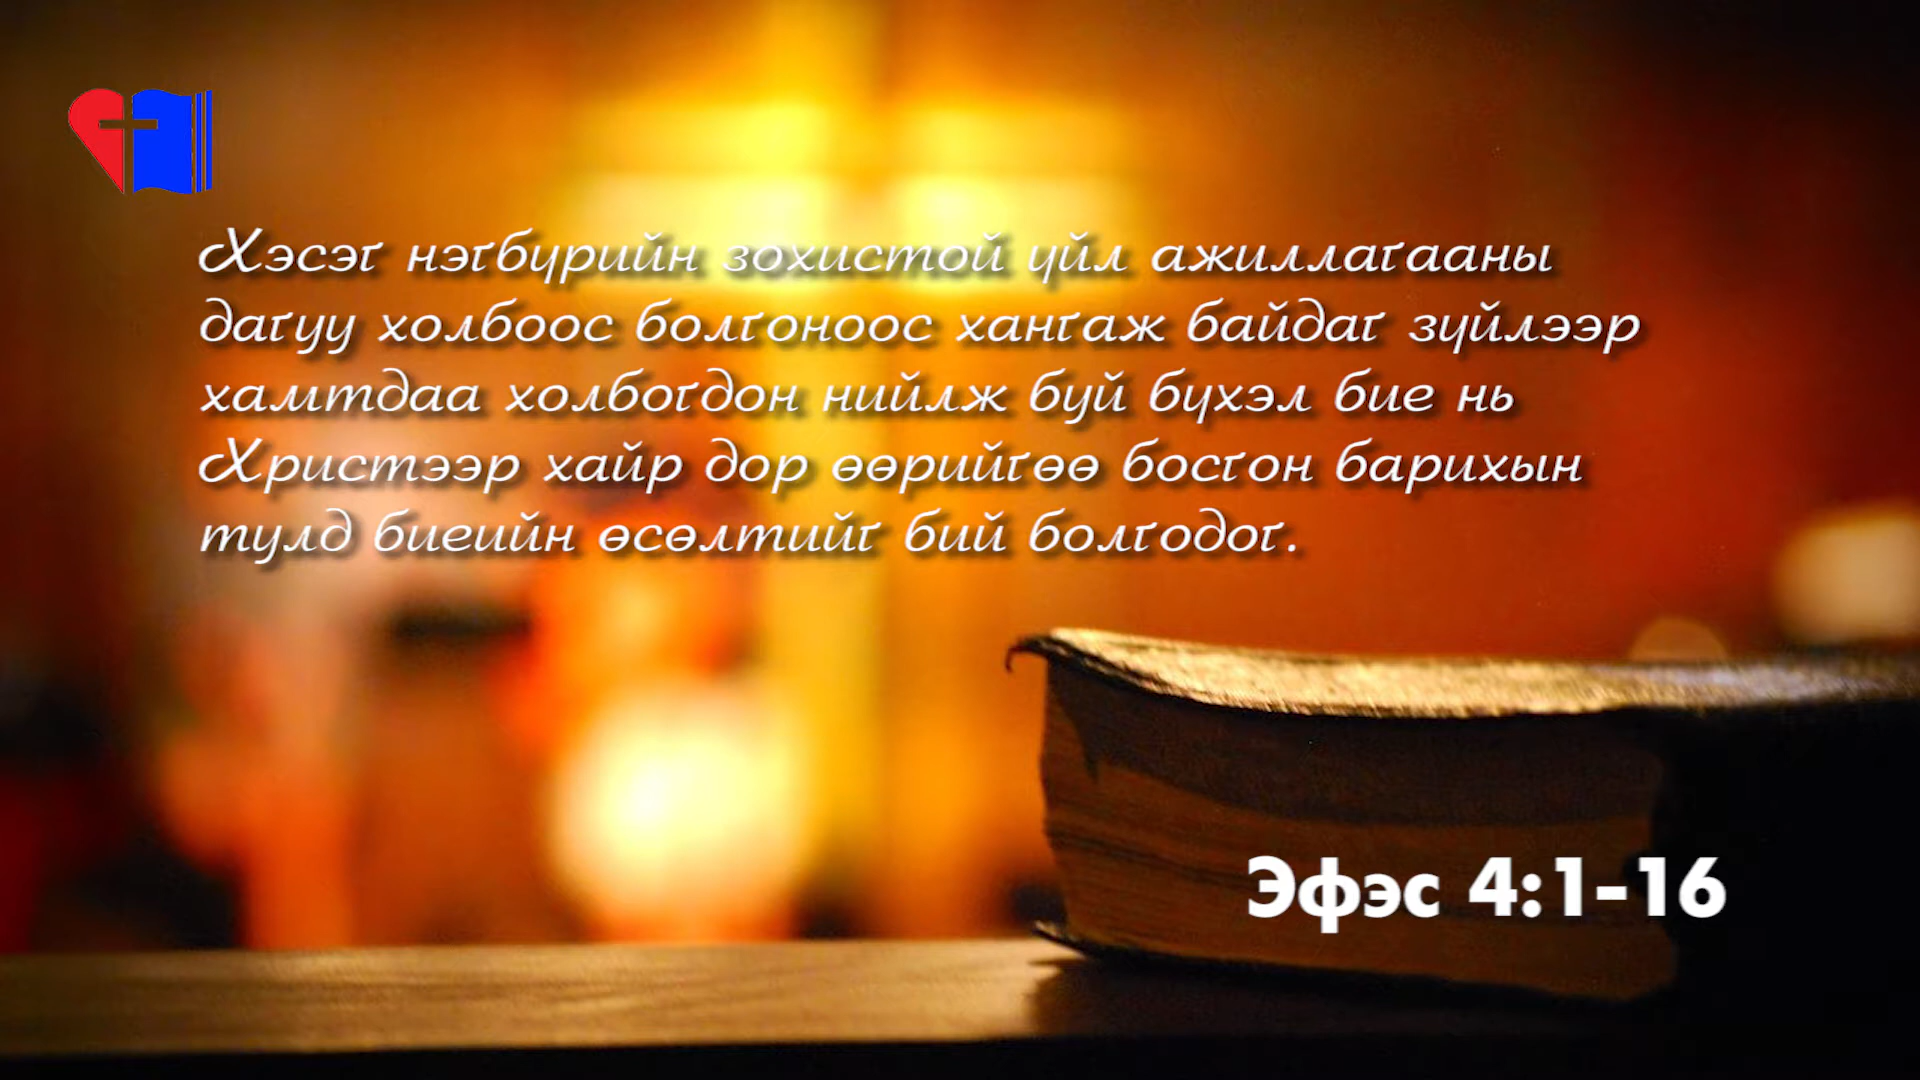 Хэсэг нэгбүрийн зохистой үйл ажиллагааны
дагуу холбоос болгоноос хангаж байдаг зүйлээр
хамтдаа холбогдон нийлж буй бүхэл бие нь
Христээр хайр дор өөрийгөө босгон барихын
тулд биеийн өсөлтийг бий болгодог.
Эфэс 4:1-16